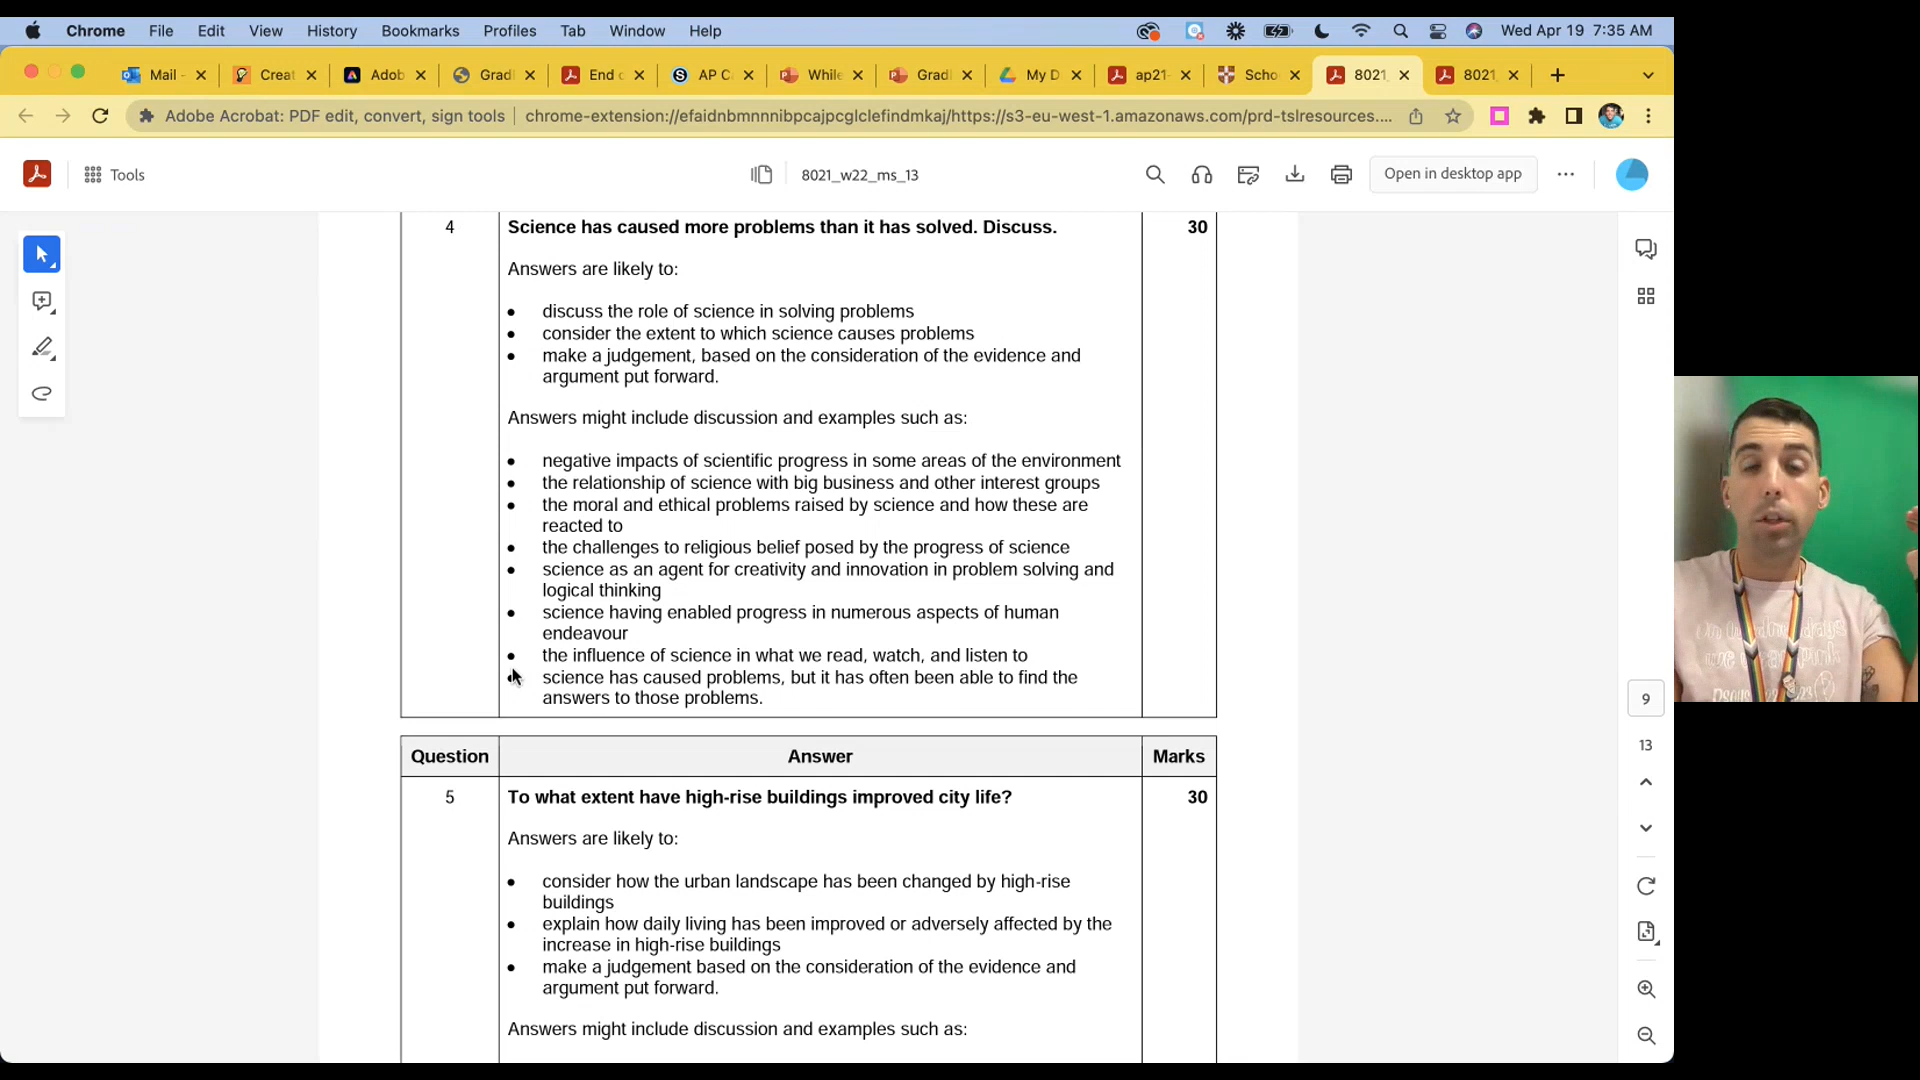 Chrome File Edit View History Bookmarks Profiles Tab Window Help Wed Apr 19 7:35 AM
Mail - Creat Adob Gradl End c AP C While Gradl My D ap21- Scho 8021_ 8021_
Adobe Acrobat: PDF edit, convert, sign tools chrome-extension://efaidnbmnnnibpcajpcglclefindmkaj/https://s3-eu-west-1.amazonaws.com/prd-tslresources....
Tools 8021_w22_ms_13 Open in desktop app
4 Science has caused more problems than it has solved. Discuss. 30
Answers are likely to:
• discuss the role of science in solving problems
• consider the extent to which science causes problems
• make a judgement, based on the consideration of the evidence and
argument put forward.
Answers might include discussion and examples such as:
• negative impacts of scientific progress in some areas of the environment
• the relationship of science with big business and other interest groups
• the moral and ethical problems raised by science and how these are
reacted to
• the challenges to religious belief posed by the progress of science
• science as an agent for creativity and innovation in problem solving and
logical thinking
• science having enabled progress in numerous aspects of human
endeavour
• the influence of science in what we read, watch, and listen to
• science has caused problems, but it has often been able to find the
answers to those problems.
9
13
Question Answer Marks
5 To what extent have high-rise buildings improved city life? 30
Answers are likely to:
• consider how the urban landscape has been changed by high-rise
buildings
• explain how daily living has been improved or adversely affected by the
increase in high-rise buildings
• make a judgement based on the consideration of the evidence and
argument put forward.
Answers might include discussion and examples such as: